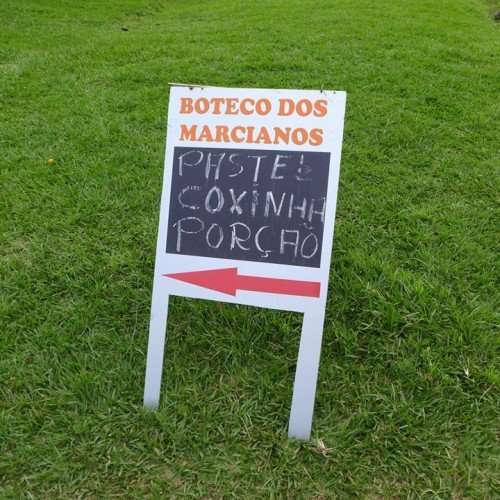 BOTECO DOS
MARCIANOS
PASTEL
COXINHA
PORÇÃO